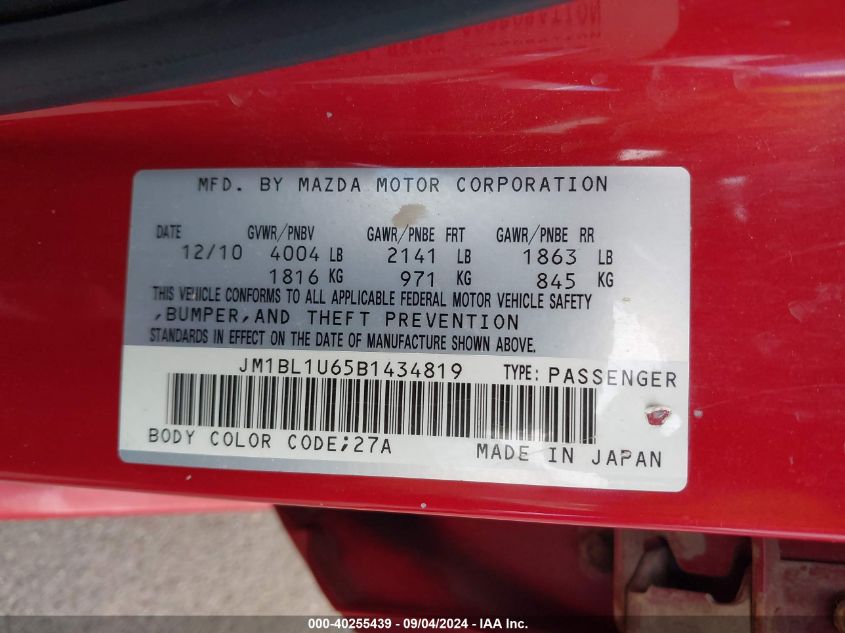 MFD. BY MAZDA MOTOR CORPORATION
DATE GVWR/PNBV GAWR/PNBE FRT GAWR/PNBE RR
12/10 4004 LB 2141 LB 1863 LB
1816 KG 971 KG 845 KG
THIS VEHICLE CONFORMS TO ALL APPLICABLE FEDERAL MOTOR VEHICLE SAFETY
,BUMPER,AND THEFT PREVENTION
STANDARDS IN EFFECT ON THE DATE OF MANUFACTURE SHOWN ABOVE.
JM1BL1U65B1434819 TYPE: PASSENGER
BODY COLOR CODE;27A MADE IN JAPAN
000-40255439 - 09/04/2024 - IAA Inc.